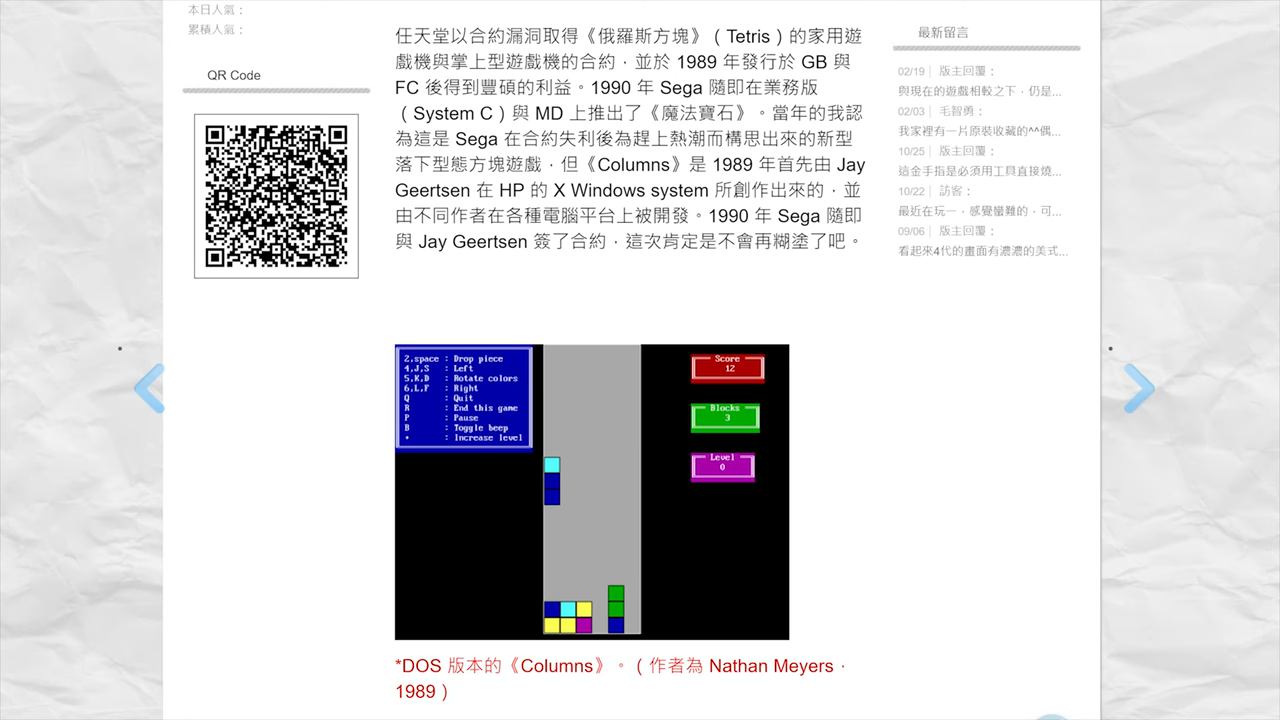 本日人氣：
累積人氣：
QR Code
任天堂以合約漏洞取得《俄羅斯方塊》（Tetris）的家用遊
戲機與掌上型遊戲機的合約，並於 1989 年發行於 GB 與
FC 後得到豐碩的利益。1990 年 Sega 隨即在業務版
（System C）與 MD 上推出了《魔法寶石》。當年的我認
為這是 Sega 在合約失利後為趕上熱潮而構思出來的新型
落下型態方塊遊戲，但《Columns》是 1989 年首先由 Jay
Geertsen 在 HP 的 X Windows system 所創作出來的，並
由不同作者在各種電腦平台上被開發。1990 年 Sega 隨即
與 Jay Geertsen 簽了合約，這次肯定是不會再糊塗了吧。
2,space : Drop piece
4,J,S : Left
5,K,D : Rotate colors
6,L,F : Right
Q : Quit
R : End this game
P : Pause
B : Toggle beep
+ : Increase level
Score
12
Blocks
3
Level
0
*DOS 版本的《Columns》。（作者為 Nathan Meyers，
1989）
最新留言
02/19｜版主回覆：
與現在的遊戲相較之下，仍是...
02/03｜毛智勇：
我家裡有一片原裝收藏的^^偶...
10/25｜版主回覆：
這金手指是必須用工具直接燒...
10/22｜訪客：
最近在玩一，感覺蠻難的，可...
09/06｜版主回覆：
看起來4代的畫面有濃濃的美式...